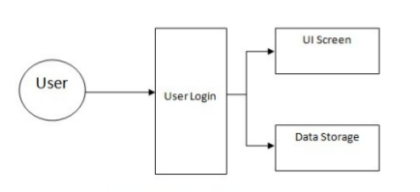 User
User Login
UI Screen
Data Storage